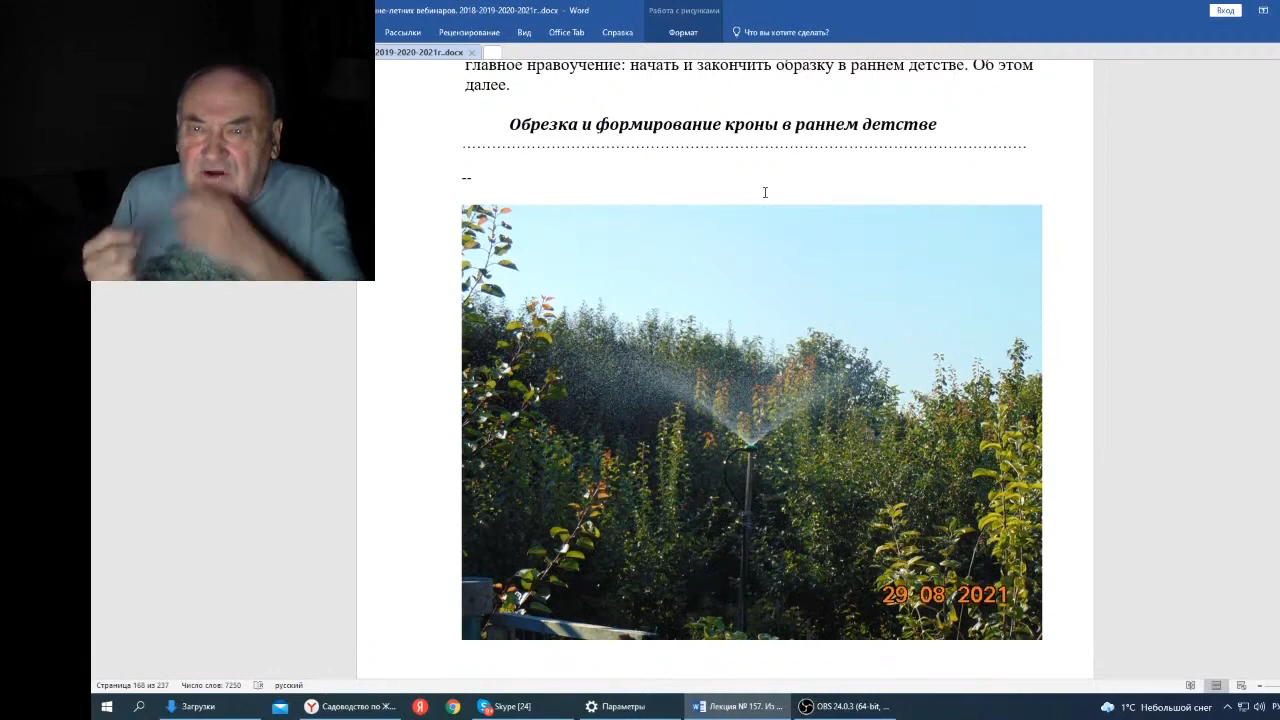 не-летних вебинаров. 2018-2019-2020-2021г..docx - Word
Работа с рисунками
Вход
Рассылки Рецензирование Вид Office Tab Справка Формат Что вы хотите сделать?
2019-2020-2021г..docx
главное нравоучение: начать и закончить образку в раннем детстве. Об этом
далее.
Обрезка и формирование кроны в раннем детстве
--
29 08 2021
Страница 168 из 237 Число слов: 7250 русский
Загрузки Садоводство по Ж... Skype [24] Параметры Лекция № 157. Из ... OBS 24.0.3 (64-bit, ... 1°C Небольшой снег